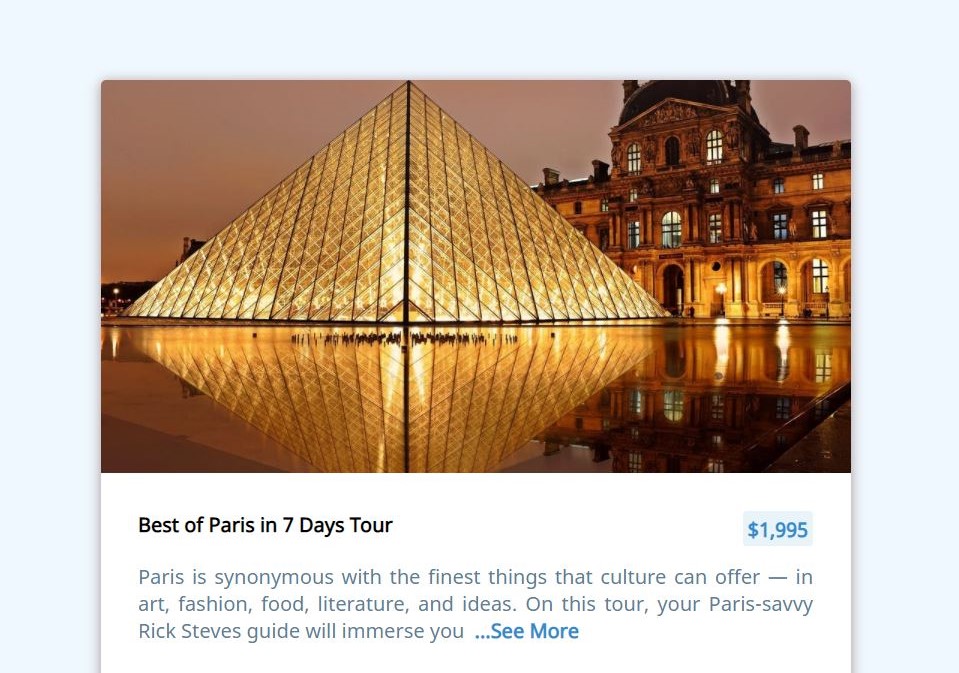 Best of Paris in 7 Days Tour
$1,995
Paris is synonymous with the finest things that culture can offer — in
art, fashion, food, literature, and ideas. On this tour, your Paris-savvy
Rick Steves guide will immerse you ...See More